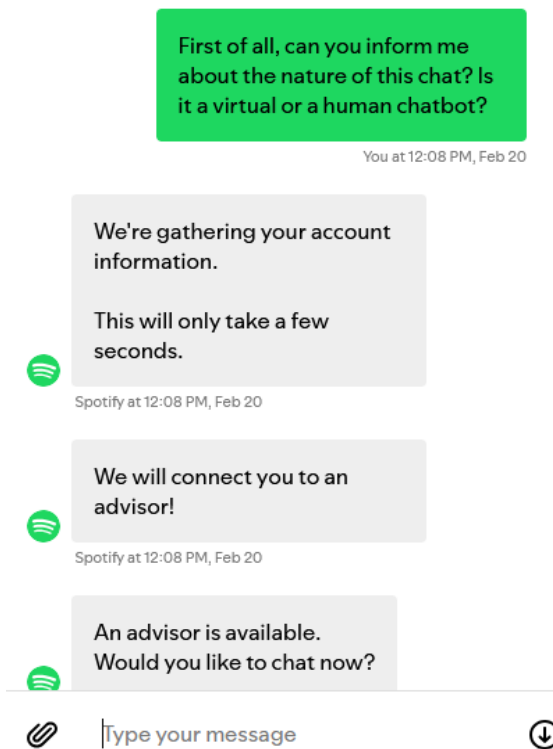 First of all, can you inform me
about the nature of this chat? Is
it a virtual or a human chatbot?
You at 12:08 PM, Feb 20
We're gathering your account
information.
This will only take a few
seconds.
Spotify at 12:08 PM, Feb 20
We will connect you to an
advisor!
Spotify at 12:08 PM, Feb 20
An advisor is available.
Would you like to chat now?
Type your message